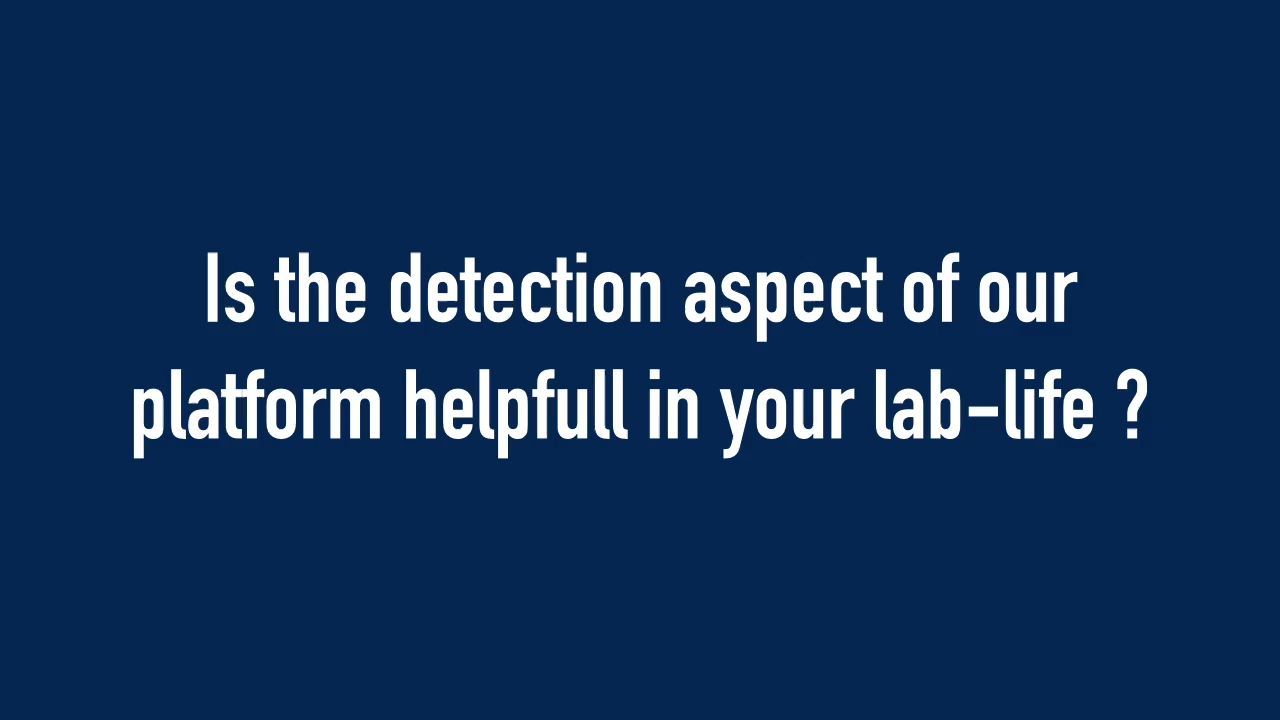 Is the detection aspect of our
platform helpfull in your lab-life ?